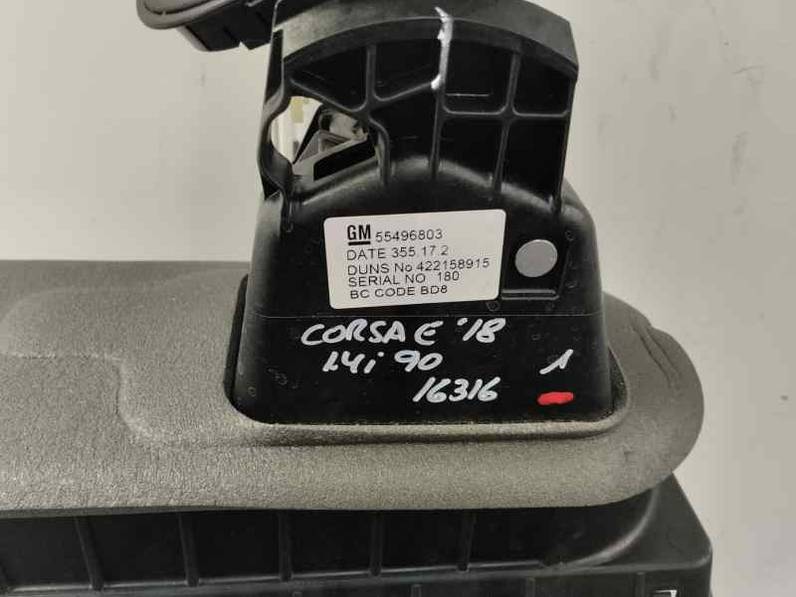 GM 55496803
DATE 355.17.2
DUNS No 422158915
SERIAL NO 180
BC CODE BD8
CORSA E '18
1.4i 90 1
16316